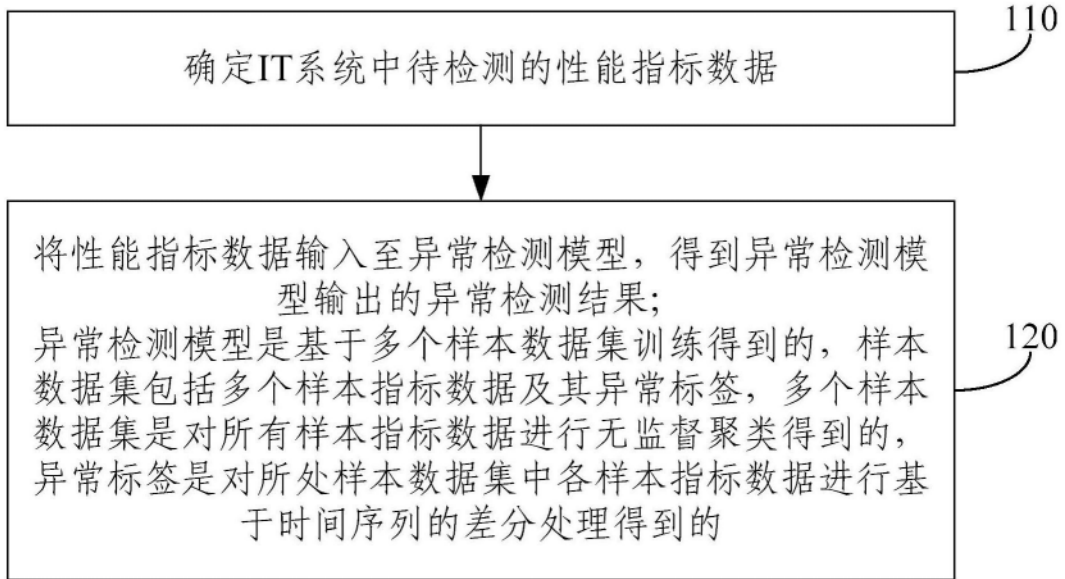 110
确定IT系统中待检测的性能指标数据
将性能指标数据输入至异常检测模型，得到异常检测模
型输出的异常检测结果;
异常检测模型是基于多个样本数据集训练得到的，样本
数据集包括多个样本指标数据及其异常标签，多个样本
数据集是对所有样本指标数据进行无监督聚类得到的，
异常标签是对所处样本数据集中各样本指标数据进行基
于时间序列的差分处理得到的
120